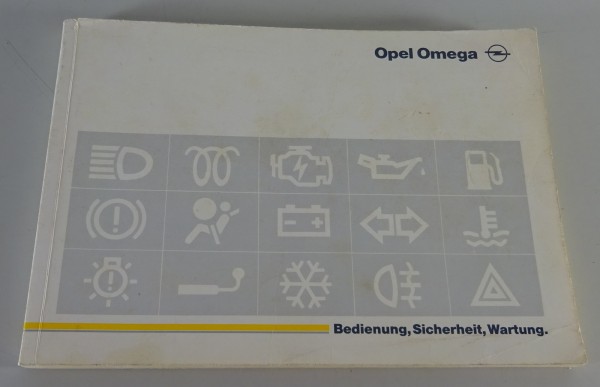 Opel Omega
Bedienung, Sicherheit, Wartung.